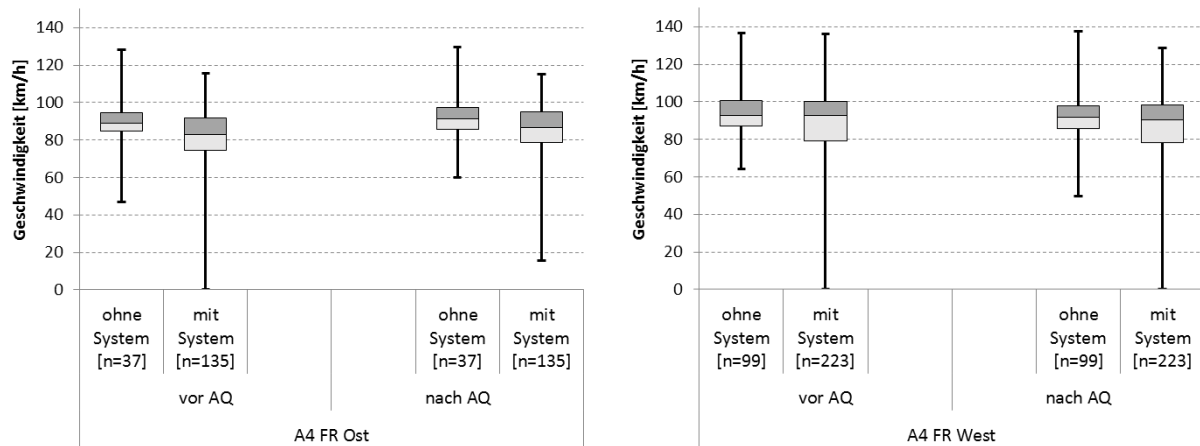 Geschwindigkeit [km/h]
140
120
100
80
60
40
20
0
ohne System [n=37]
mit System [n=135]
ohne System [n=37]
mit System [n=135]
vor AQ
nach AQ
A4 FR Ost
Geschwindigkeit [km/h]
140
120
100
80
60
40
20
0
ohne System [n=99]
mit System [n=223]
ohne System [n=99]
mit System [n=223]
vor AQ
nach AQ
A4 FR West